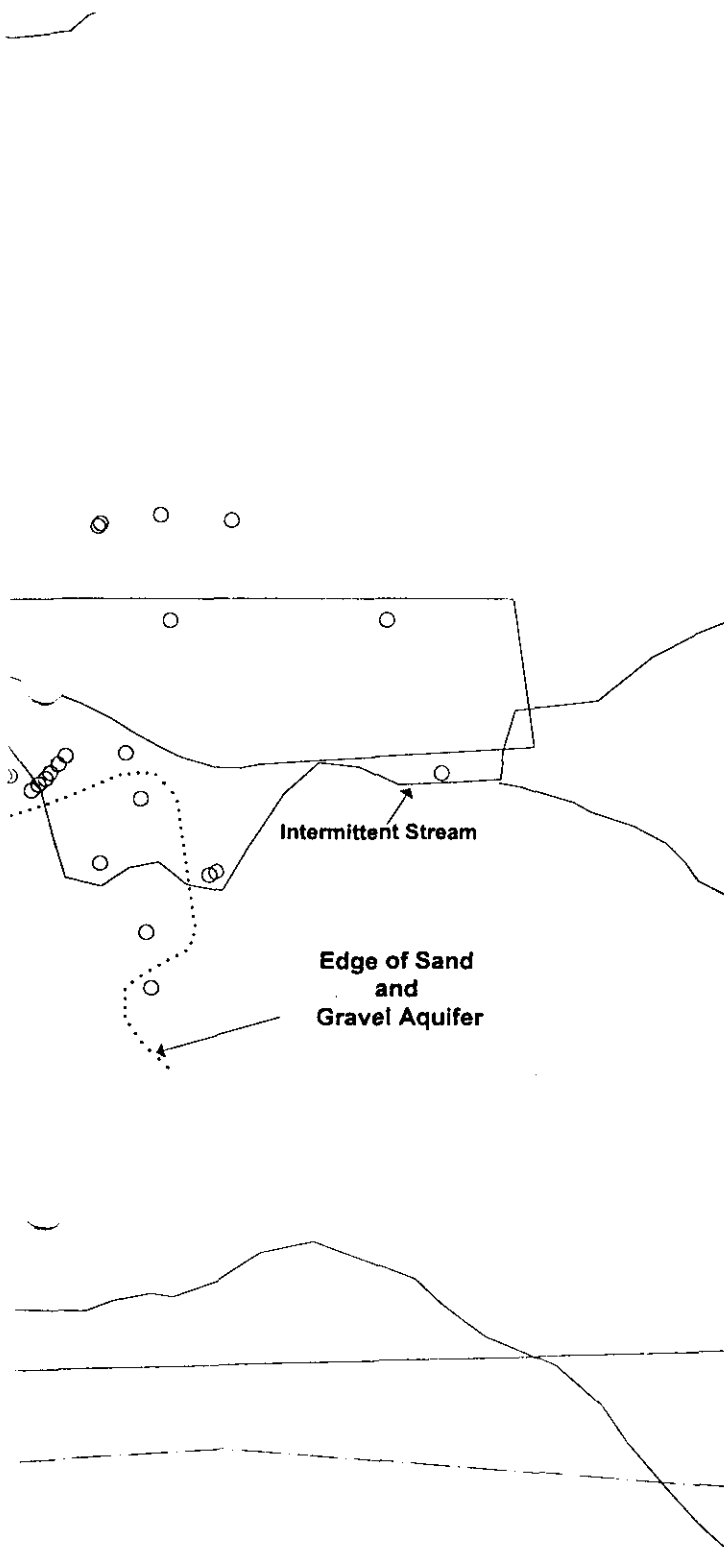 Intermittent Stream
Edge of Sand
and
Gravel Aquifer